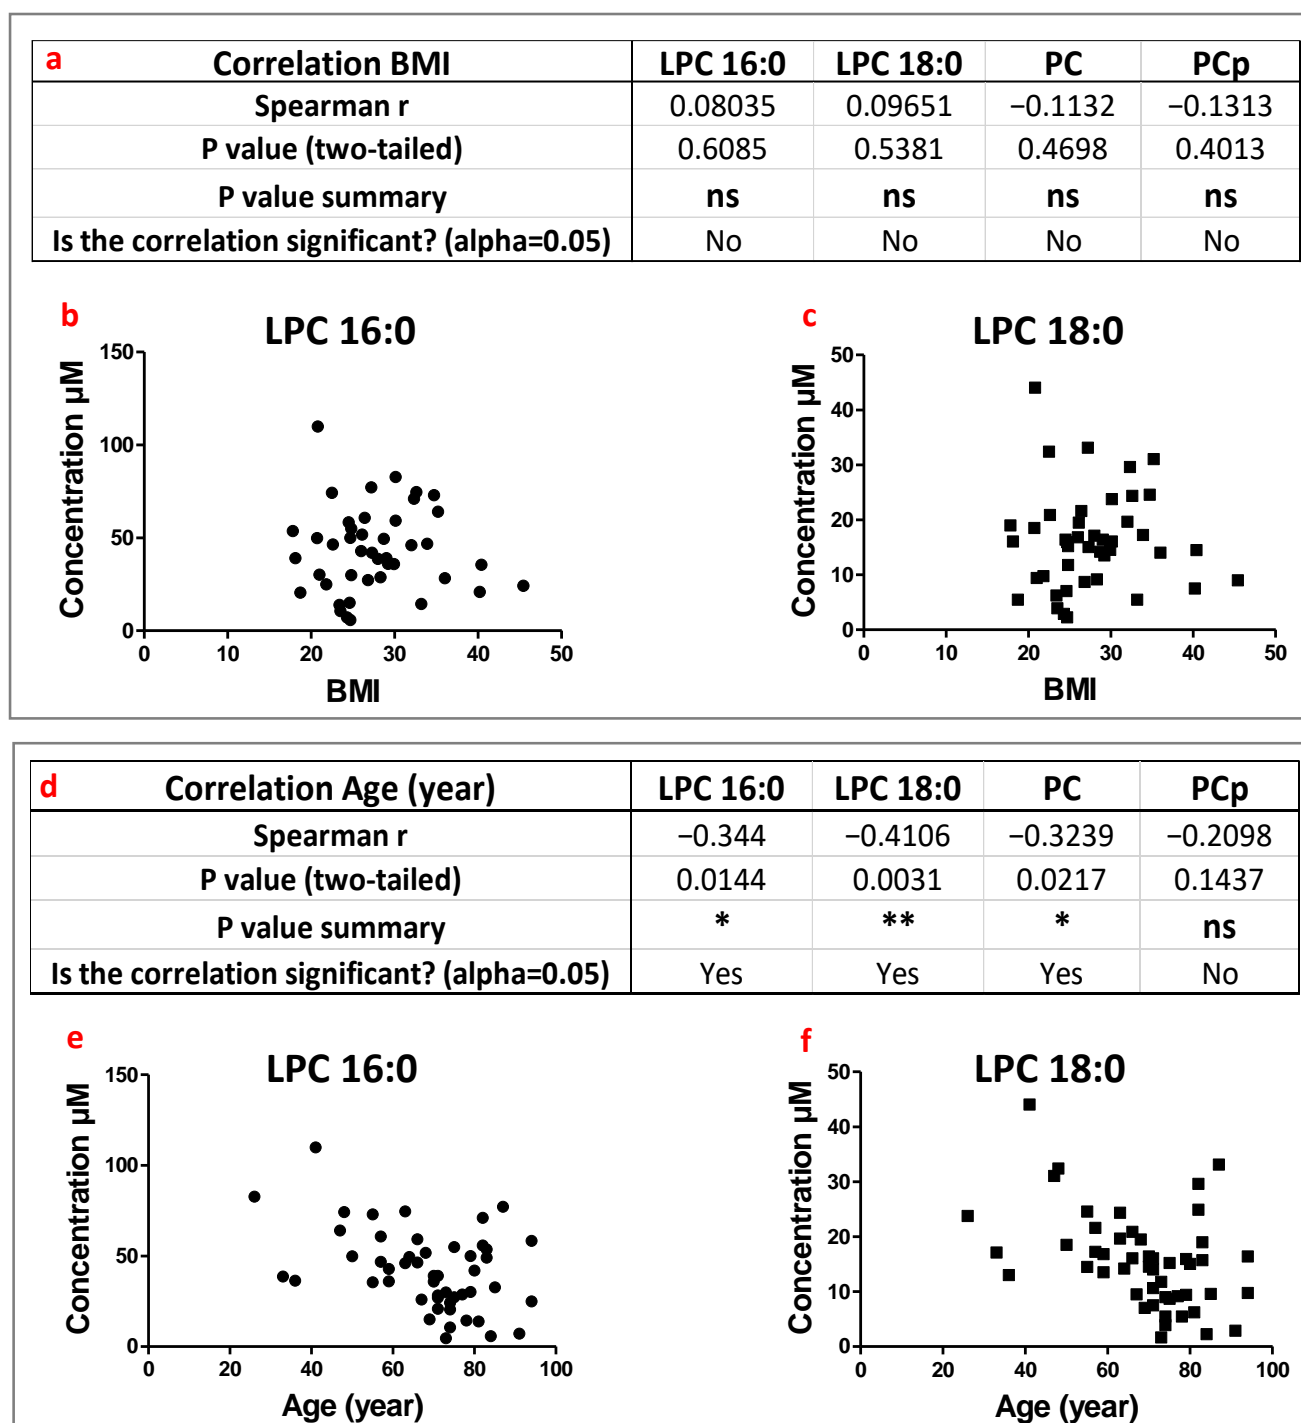 a Correlation BMI LPC 16:0 LPC 18:0 PC PCp
Spearman r 0.08035 0.09651 −0.1132 −0.1313
P value (two-tailed) 0.6085 0.5381 0.4698 0.4013
P value summary ns ns ns ns
Is the correlation significant? (alpha=0.05) No No No No
b
LPC 16:0
Concentration µM
150
100
50
0
0 10 20 30 40 50
BMI
c
LPC 18:0
Concentration µM
50
40
30
20
10
0
0 10 20 30 40 50
BMI
d Correlation Age (year) LPC 16:0 LPC 18:0 PC PCp
Spearman r −0.344 −0.4106 −0.3239 −0.2098
P value (two-tailed) 0.0144 0.0031 0.0217 0.1437
P value summary * ** * ns
Is the correlation significant? (alpha=0.05) Yes Yes Yes No
e
LPC 16:0
Concentration µM
150
100
50
0
0 20 40 60 80 100
Age (year)
f
LPC 18:0
Concentration µM
50
40
30
20
10
0
0 20 40 60 80 100
Age (year)